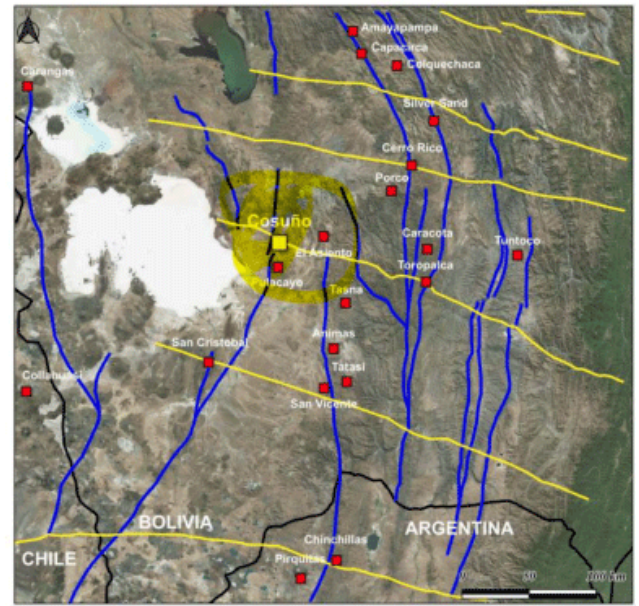 Amayapampa
Capacirca
Colquechaca
Carangas
Silver Sand
Cerro Rico
Porco
Cosuño
Caracota
Tuntoco
El Asiento
Toropalca
Pulacayo
Tasna
San Cristobal
Animas
Tatasi
Collahuasi
San Vicente
BOLIVIA
ARGENTINA
Chinchillas
CHILE
Pirquitas
0 50 100 km